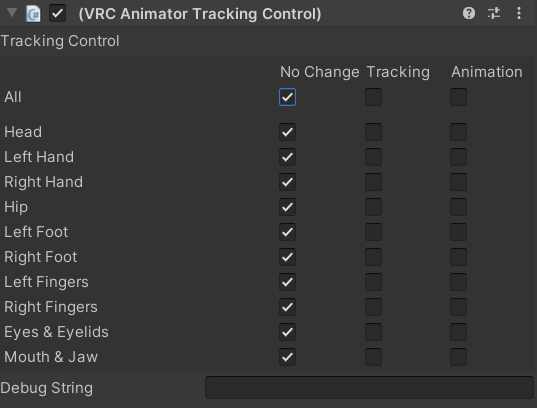 (VRC Animator Tracking Control)
Tracking Control
No Change Tracking Animation
All
Head
Left Hand
Right Hand
Hip
Left Foot
Right Foot
Left Fingers
Right Fingers
Eyes & Eyelids
Mouth & Jaw
Debug String